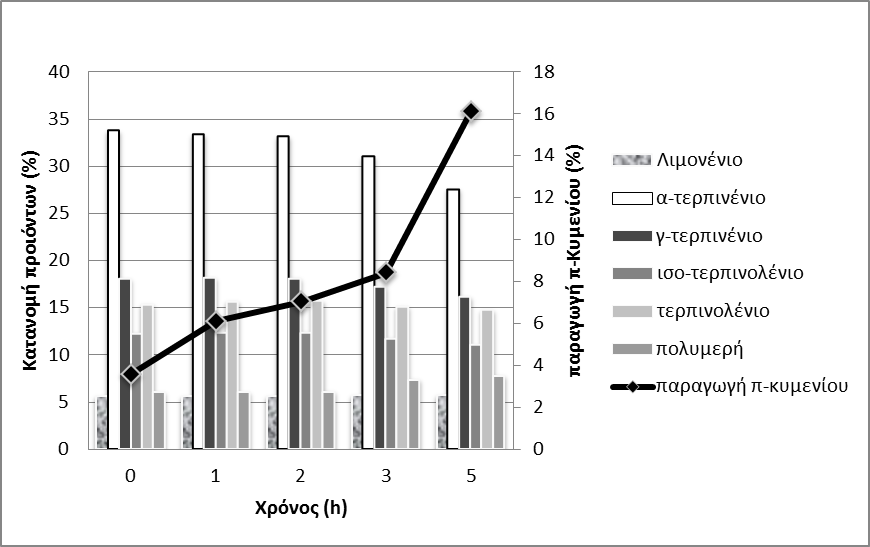 Κατανομή προιόντων (%)
40
35
30
25
20
15
10
5
0
18
16
14
12
10
8
6
4
2
0
παραγωγή π-Κυμενίου (%)
0 1 2 3 5
Χρόνος (h)
Λιμονένιο
α-τερπινένιο
γ-τερπινένιο
ισο-τερπινολένιο
τερπινολένιο
πολυμερή
παραγωγή π-κυμενίου